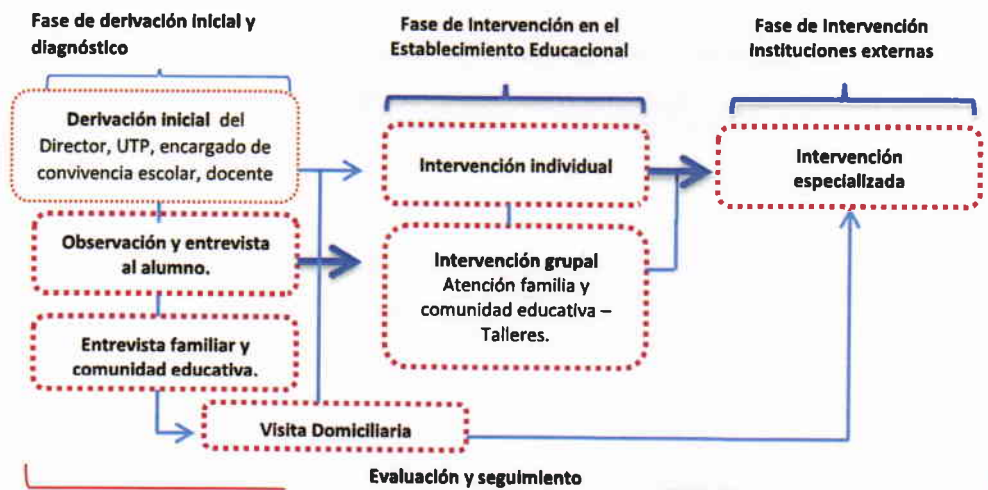 Fase de derivación inicial y
diagnóstico
Fase de Intervención en el
Establecimiento Educacional
Fase de Intervención
instituciones externas
Derivación inicial del
Director, UTP, encargado de
convivencia escolar, docente
Observación y entrevista
al alumno.
Entrevista familiar y
comunidad educativa.
Visita Domiciliaria
Intervención individual
Intervención grupal
Atención familia y
comunidad educativa –
Talleres.
Intervención
especializada
Evaluación y seguimiento